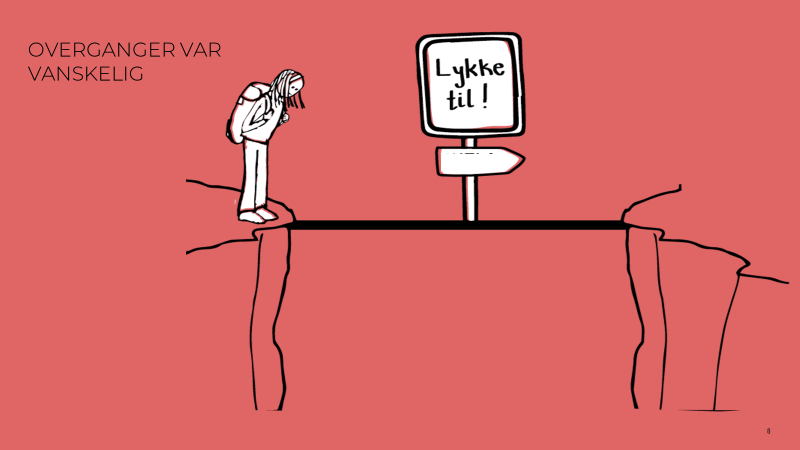 OVERGANGER VAR
VANSKELIG
Lykke
til !